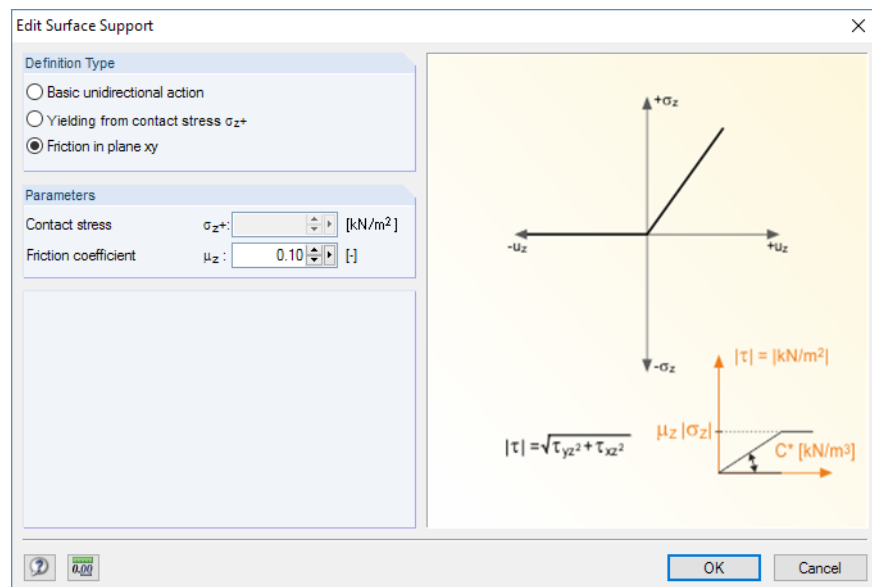 Edit Surface Support
Definition Type
Basic unidirectional action
Yielding from contact stress σz+
Friction in plane xy
Parameters
Contact stress σz+: [kN/m²]
Friction coefficient μz : 0.10 [-]
+σz
-uz
+uz
-σz
|τ| = |kN/m²|
μz |σz|
C* [kN/m³]
|τ| = √τyz² + τxz²
0.00
OK
Cancel